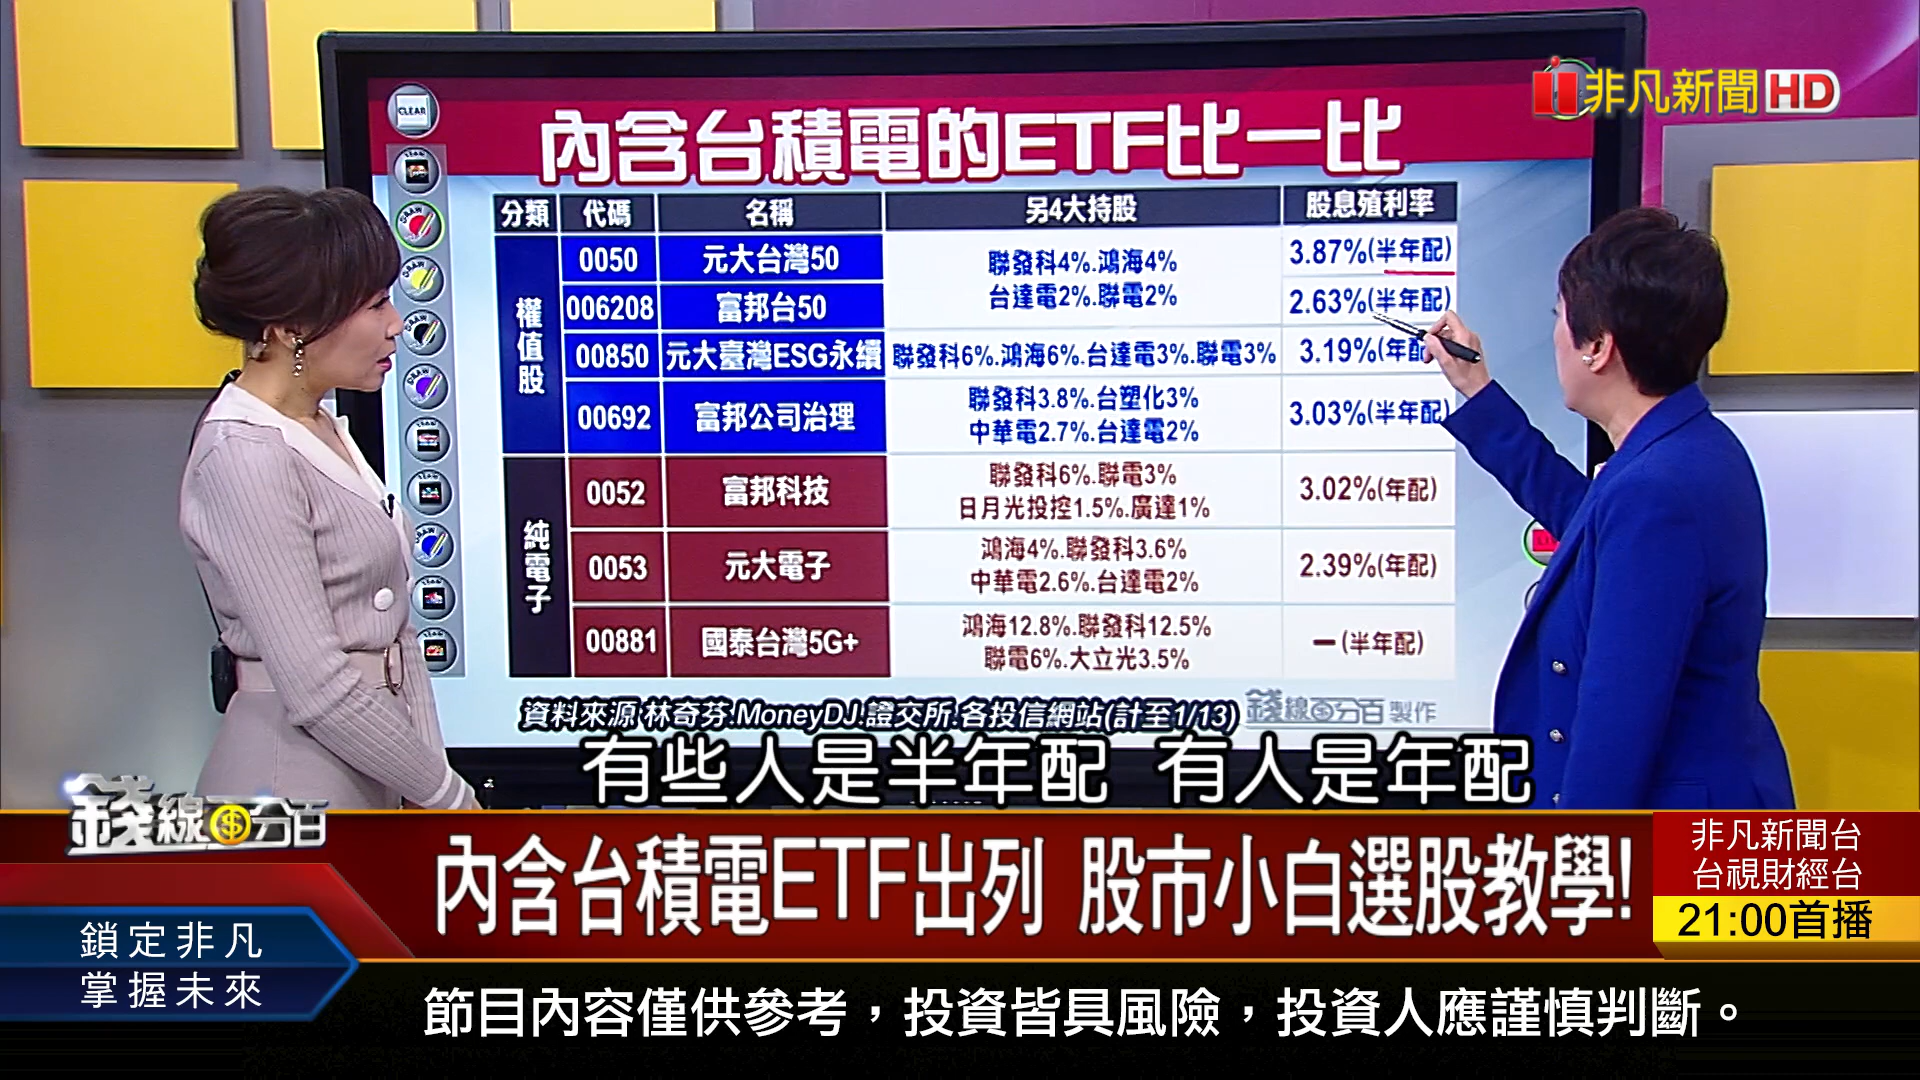 非凡新聞HD
CLEAR
內含台積電的ETF比一比
分類 代碼 名稱 另4大持股 股息殖利率
權值股
0050 元大台灣50 聯發科4%.鴻海4% 3.87%(半年配)
006208 富邦台50 台達電2%.聯電2% 2.63%(半年配)
00850 元大臺灣ESG永續 聯發科6%.鴻海6%.台達電3%.聯電3% 3.19%(年配
00692 富邦公司治理 聯發科3.8%.台塑化3% 3.03%(半年配)
中華電2.7%.台達電2%
純電子
0052 富邦科技 聯發科6%.聯電3% 3.02%(年配)
日月光投控1.5%.廣達1%
0053 元大電子 鴻海4%.聯發科3.6% 2.39%(年配)
中華電2.6%.台達電2%
00881 國泰台灣5G+ 鴻海12.8%.聯發科12.5% —(半年配)
聯電6%.大立光3.5%
資料來源 林奇芬.MoneyDJ.證交所.各投信網站(計至1/13)
錢線百分百 製作
有些人是半年配 有人是年配
錢線百分百
內含台積電ETF出列 股市小白選股教學!
非凡新聞台
台視財經台
21:00首播
鎖定非凡
掌握未來
節目內容僅供參考，投資皆具風險，投資人應謹慎判斷。